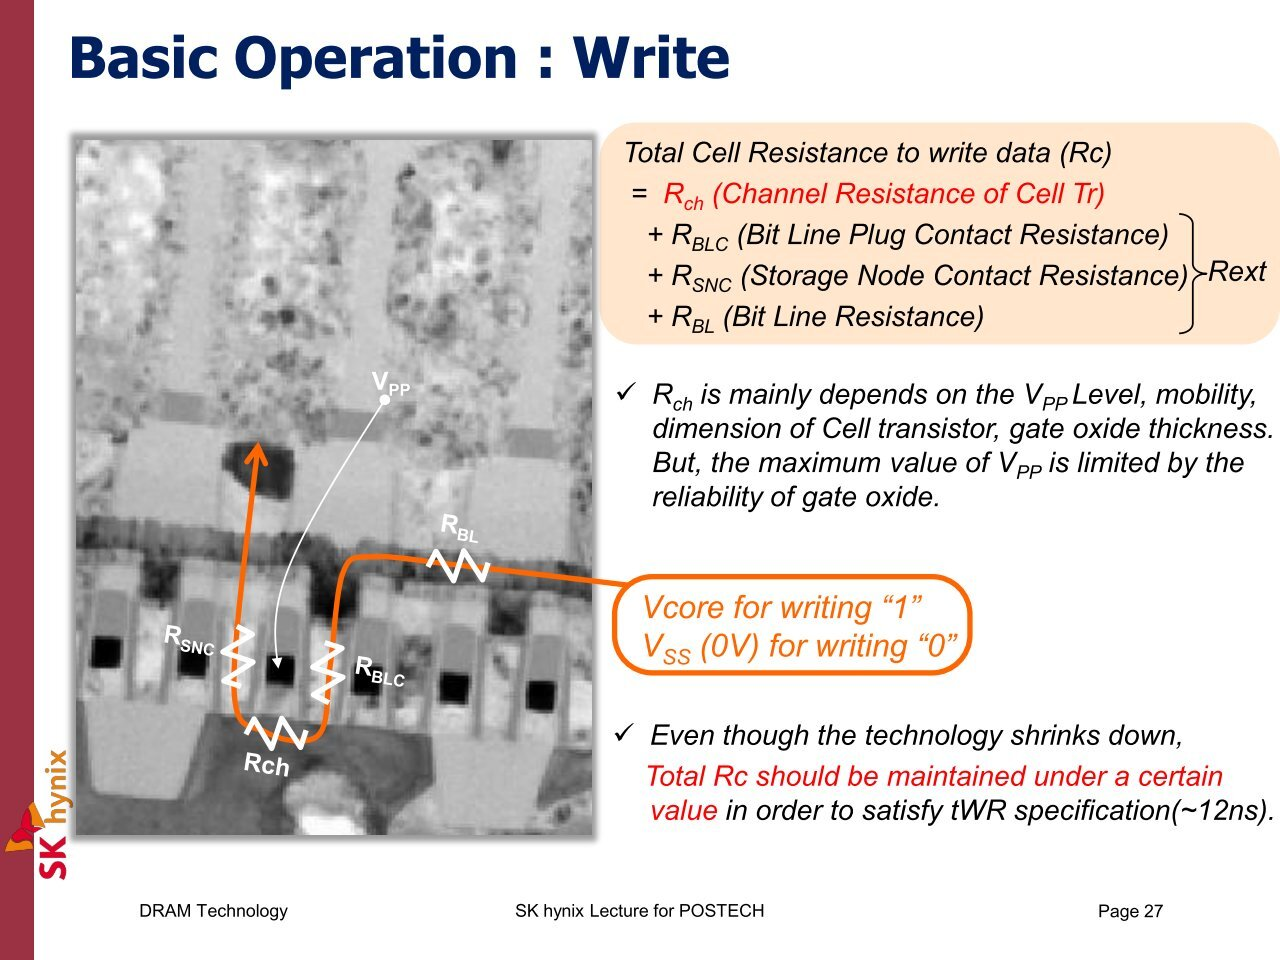 Basic Operation : Write
Total Cell Resistance to write data (Rc)
= Rch (Channel Resistance of Cell Tr)
+ RBLC (Bit Line Plug Contact Resistance)
+ RSNC (Storage Node Contact Resistance)
Rext
+ RBL (Bit Line Resistance)
VPP
RBL
RSNC
RBLC
Rch
✓ Rch is mainly depends on the VPP Level, mobility,
dimension of Cell transistor, gate oxide thickness.
But, the maximum value of VPP is limited by the
reliability of gate oxide.
Vcore for writing “1”
VSS (0V) for writing “0”
✓ Even though the technology shrinks down,
Total Rc should be maintained under a certain
value in order to satisfy tWR specification(~12ns).
SK hynix
DRAM Technology
SK hynix Lecture for POSTECH
Page 27